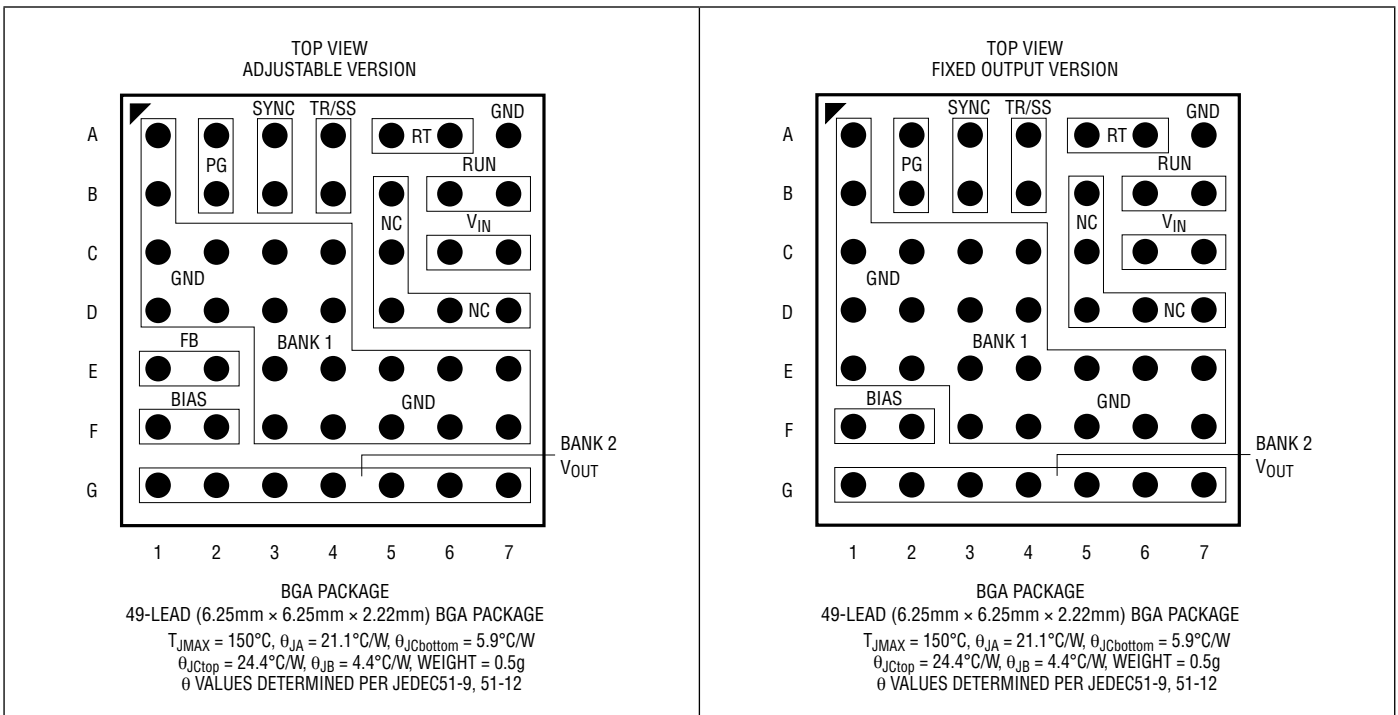 TOP VIEW
ADJUSTABLE VERSION
SYNC TR/SS GND
A RT
PG RUN
B
NC VIN
C
GND
D NC
FB BANK 1
E
BIAS GND
F
BANK 2
VOUT
G
1 2 3 4 5 6 7
BGA PACKAGE
49-LEAD (6.25mm × 6.25mm × 2.22mm) BGA PACKAGE
TJMAX = 150°C, θJA = 21.1°C/W, θJCbottom = 5.9°C/W
θJCtop = 24.4°C/W, θJB = 4.4°C/W, WEIGHT = 0.5g
θ VALUES DETERMINED PER JEDEC51-9, 51-12
TOP VIEW
FIXED OUTPUT VERSION
SYNC TR/SS GND
A RT
PG RUN
B
NC VIN
C
GND
D NC
BANK 1
E
BIAS GND
F
BANK 2
VOUT
G
1 2 3 4 5 6 7
BGA PACKAGE
49-LEAD (6.25mm × 6.25mm × 2.22mm) BGA PACKAGE
TJMAX = 150°C, θJA = 21.1°C/W, θJCbottom = 5.9°C/W
θJCtop = 24.4°C/W, θJB = 4.4°C/W, WEIGHT = 0.5g
θ VALUES DETERMINED PER JEDEC51-9, 51-12